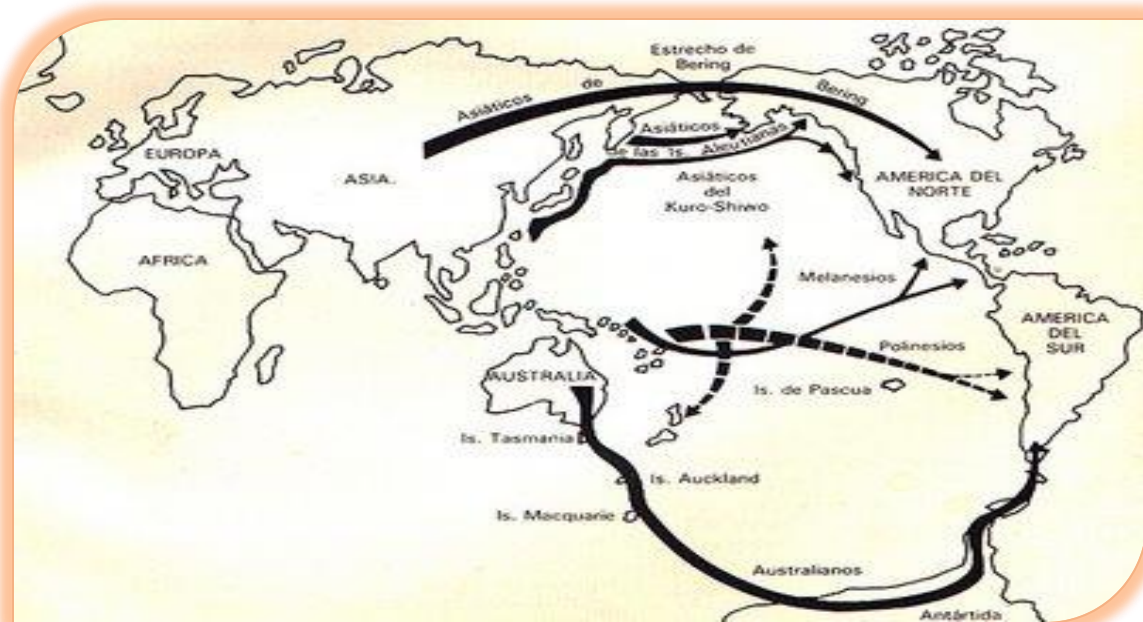 Estrecho de
Bering
Asiáticos de Bering
Asiáticos
de las Is. Aleutianas
EUROPA
ASIA.
Asiáticos
del
Kuro-Shiwo
AMERICA DEL
NORTE
AFRICA
Melanesios
AMERICA
DEL
SUR
Polinesios
AUSTRALIA
Is. de Pascua
Is. Tasmania
Is. Auckland
Is. Macquarie
Australianos
Antártida